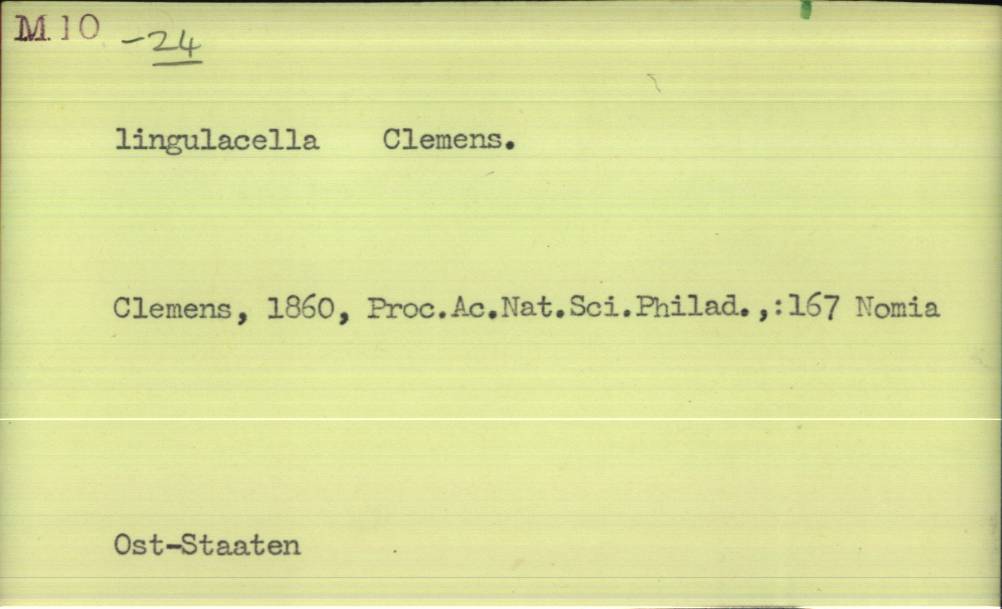 M.10 -24
lingulacella Clemens.
Clemens, 1860, Proc.Ac.Nat.Sci.Philad.,:167 Nomia
Ost-Staaten